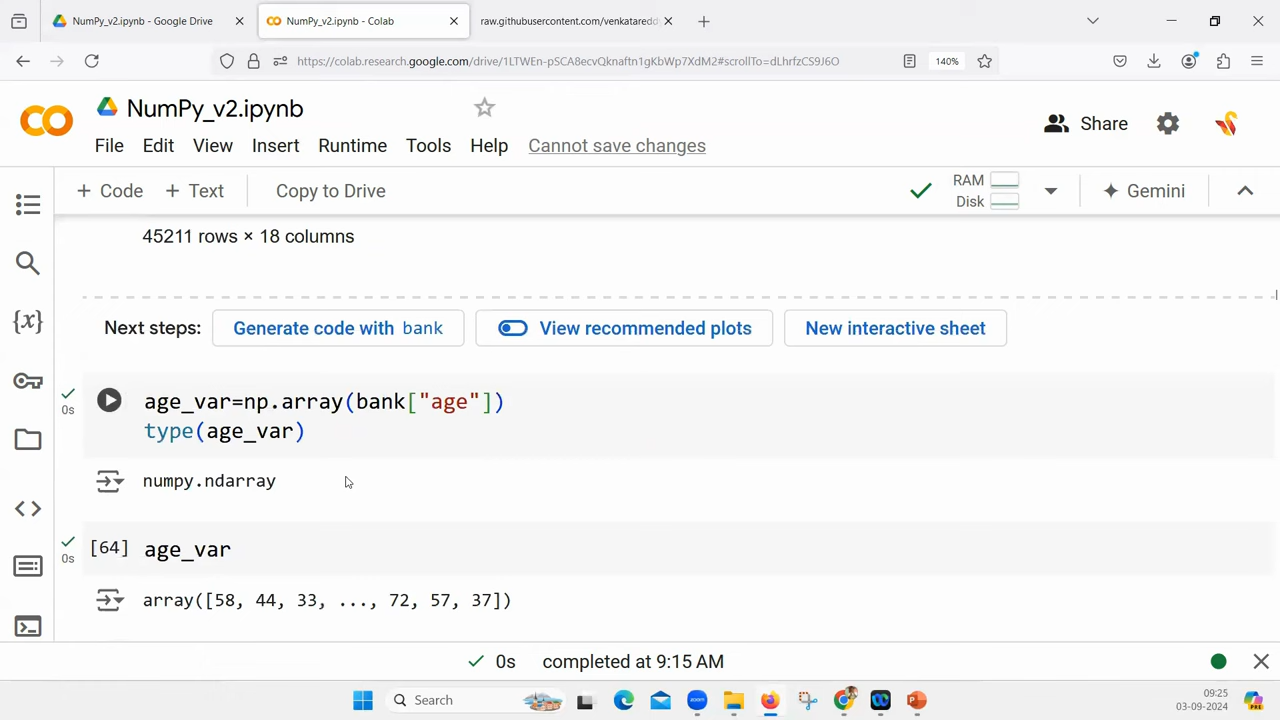 NumPy_v2.ipynb - Google Drive
NumPy_v2.ipynb - Colab
raw.githubusercontent.com/venkatareddy
https://colab.research.google.com/drive/1LTWEn-pSCA8ecvQknaftn1gKbWp7XdM2#scrollTo=dLhrfzCS9J6O
140%
NumPy_v2.ipynb
Share
File Edit View Insert Runtime Tools Help Cannot save changes
+ Code + Text Copy to Drive
RAM
Disk
Gemini
45211 rows × 18 columns
Next steps: Generate code with bank View recommended plots New interactive sheet
age_var=np.array(bank["age"])
0s
type(age_var)
numpy.ndarray
[64] age_var
0s
array([58, 44, 33, ..., 72, 57, 37])
0s completed at 9:15 AM
Search
zoom
09:25
03-09-2024